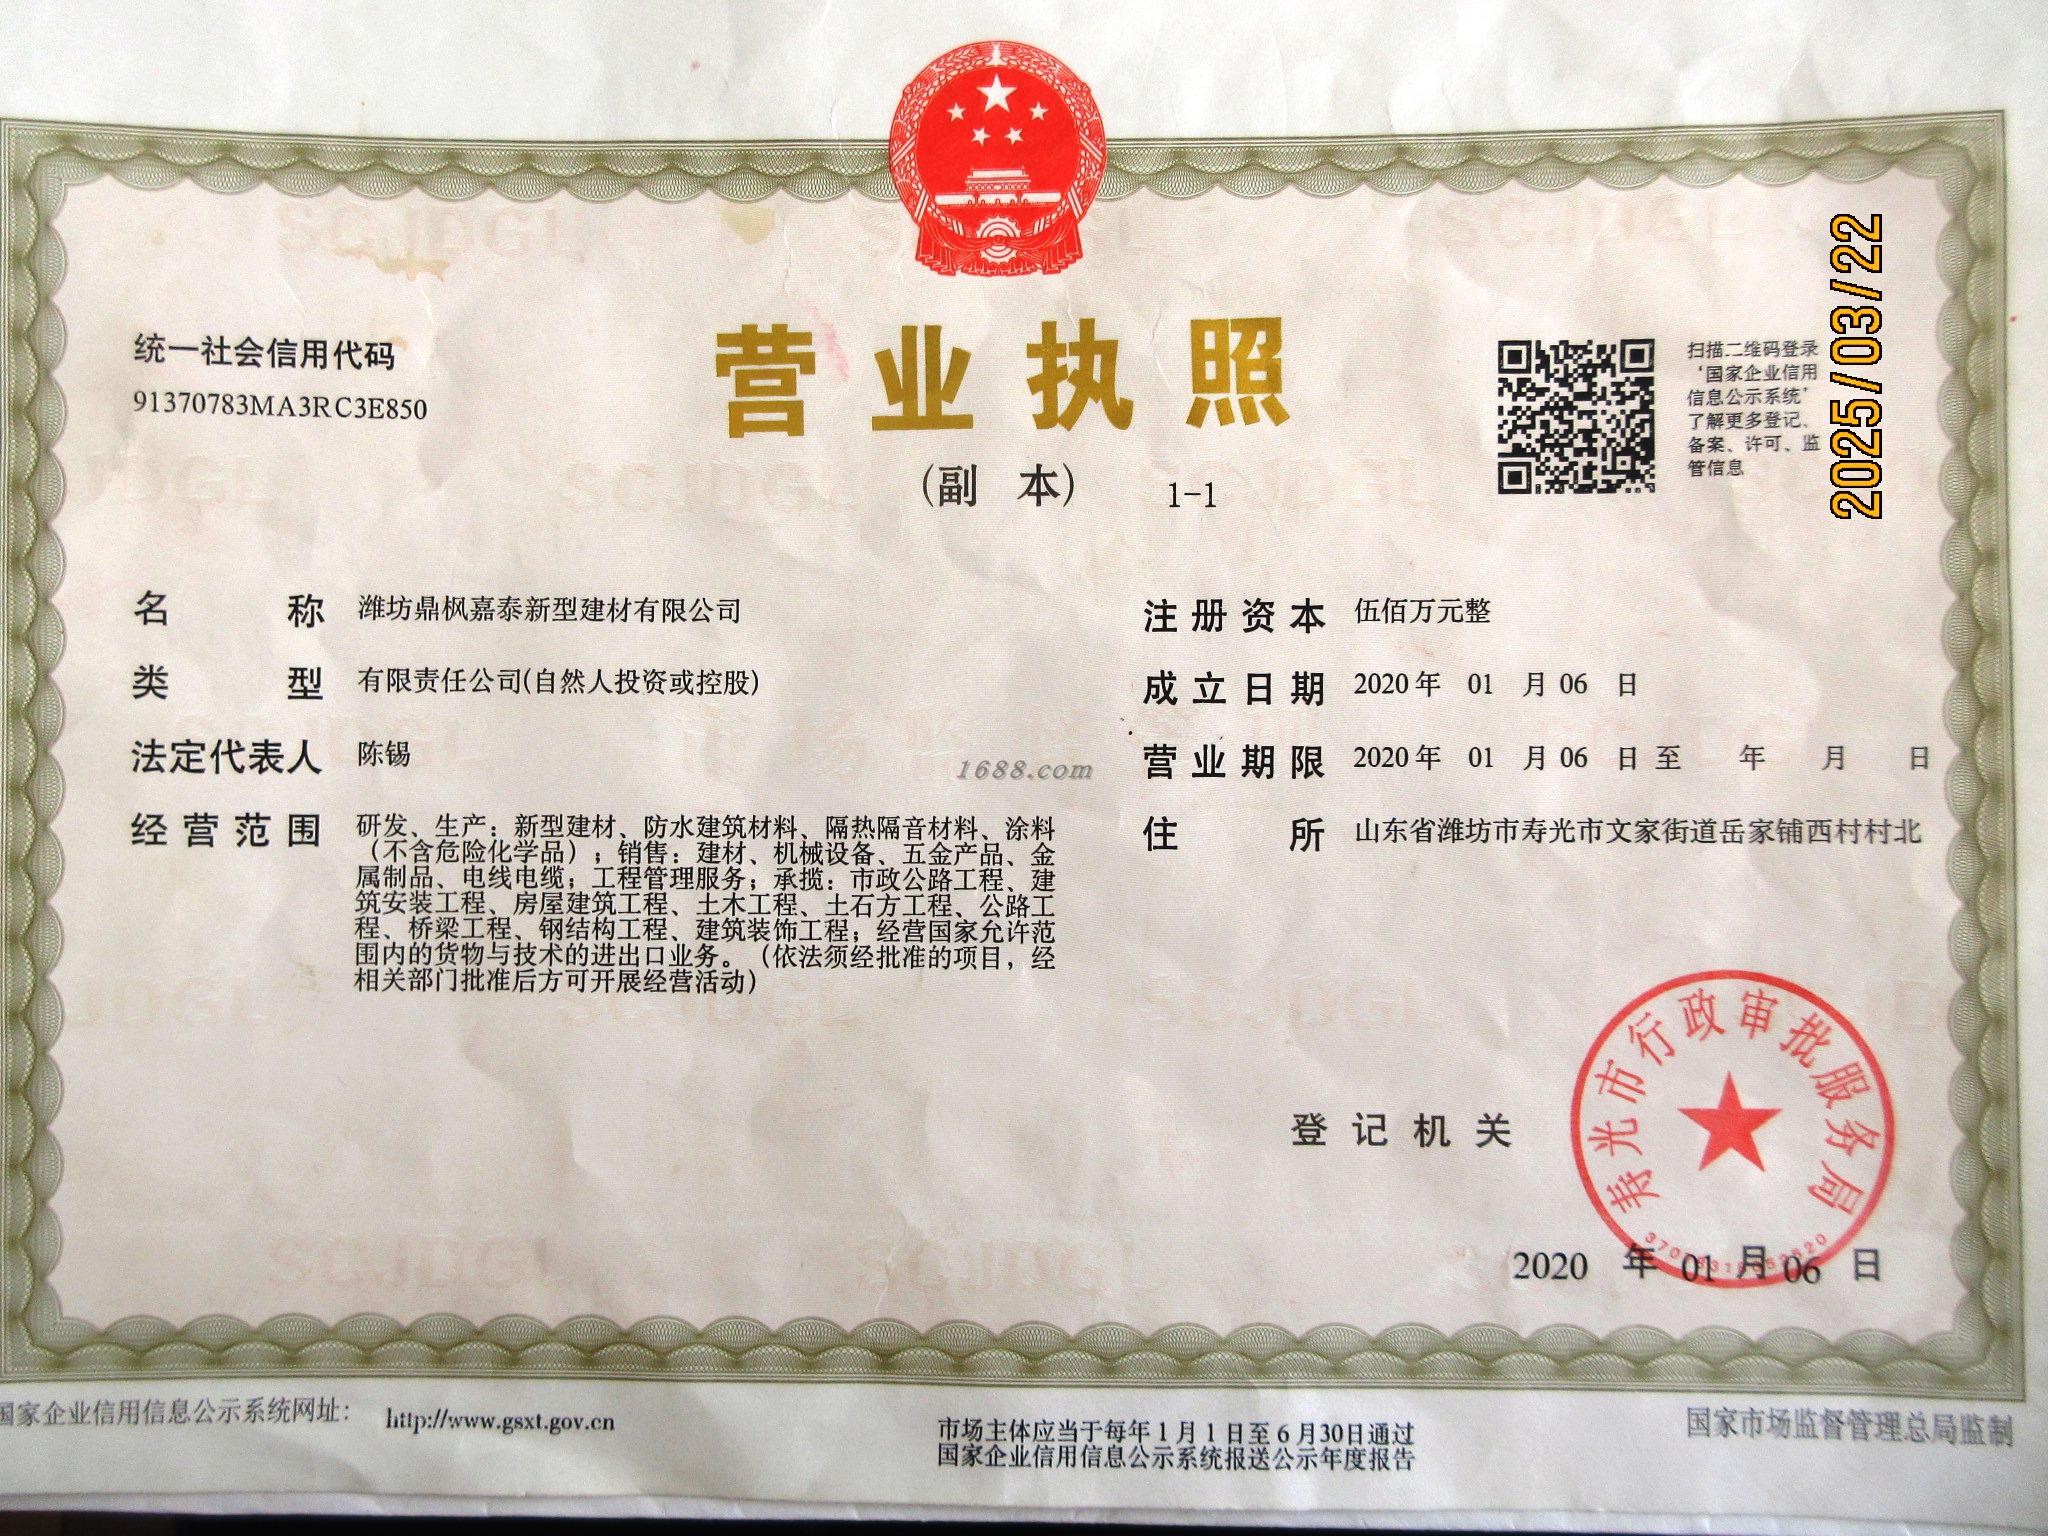 营业执照
(副 本) 1-1
统一社会信用代码
91370783MA3RC3E850
扫描二维码登录
‘国家企业信用
信息公示系统’
了解更多登记、
备案、许可、监
管信息
2025/03/22
名 称 潍坊鼎枫嘉泰新型建材有限公司
类 型 有限责任公司(自然人投资或控股)
法定代表人 陈锡
经营范围 研发、生产：新型建材、防水建筑材料、隔热隔音材料、涂料
（不含危险化学品）；销售：建材、机械设备、五金产品、金
属制品、电线电缆；工程管理服务；承揽：市政公路工程、建
筑安装工程、房屋建筑工程、土木工程、土石方工程、公路工
程、桥梁工程、钢结构工程、建筑装饰工程；经营国家允许范
围内的货物与技术的进出口业务。（依法须经批准的项目，经
相关部门批准后方可开展经营活动）
1688.com
注册资本 伍佰万元整
成立日期 2020 年 01 月 06 日
营业期限 2020 年 01 月 06 日 至 年 月 日
住 所 山东省潍坊市寿光市文家街道岳家铺西村村北
登记机关
寿光市行政审批服务局
2020 年 01 月 06 日
国家企业信用信息公示系统网址： http://www.gsxt.gov.cn
市场主体应当于每年 1 月 1 日至 6 月30日通过
国家企业信用信息公示系统报送公示年度报告
国家市场监督管理总局监制